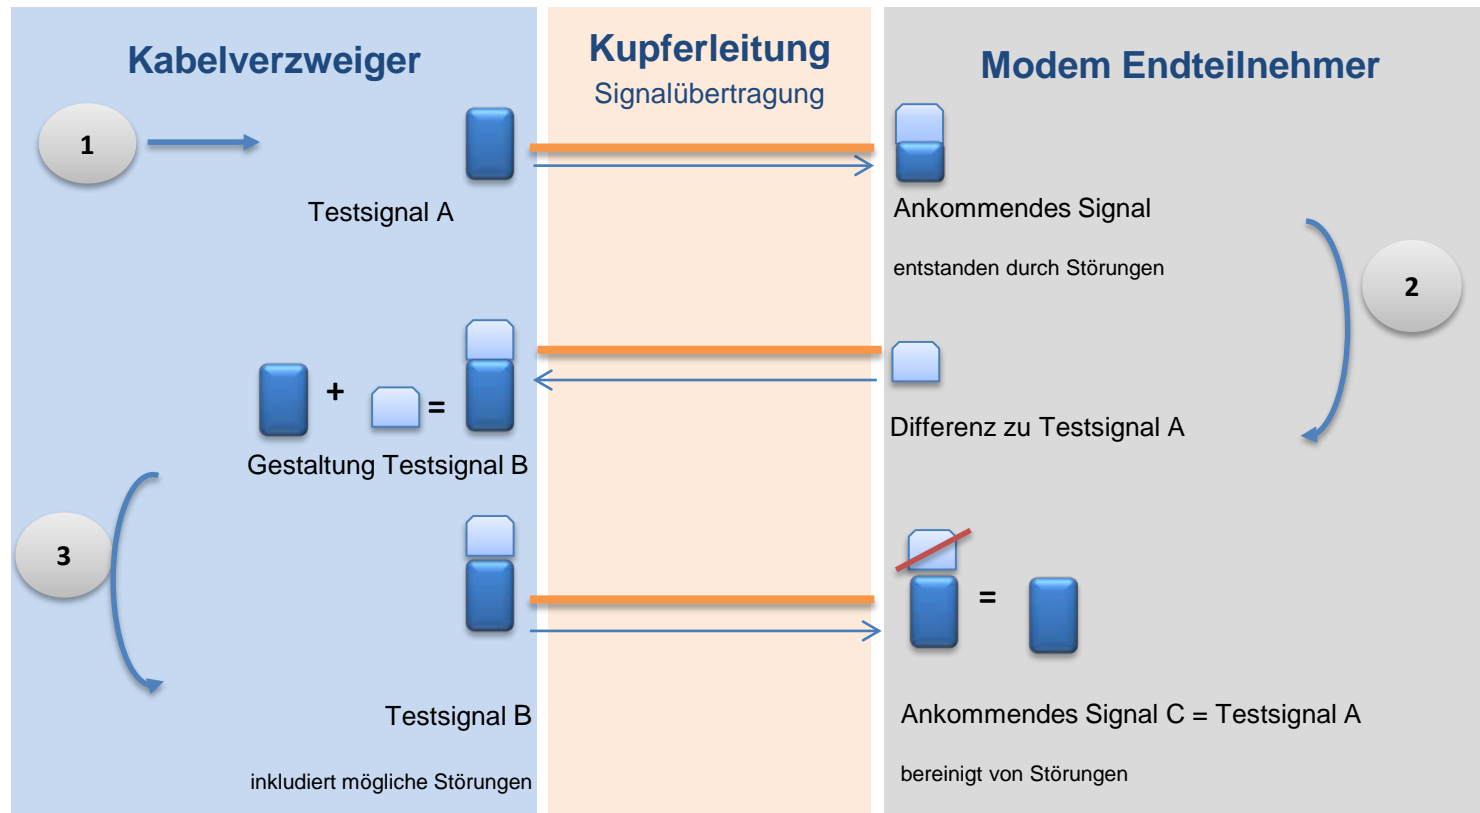 Kabelverzweiger
Kupferleitung
Signalübertragung
Modem Endteilnehmer
1
Testsignal A
Ankommendes Signal
entstanden durch Störungen
2
+
=
Gestaltung Testsignal B
Differenz zu Testsignal A
3
=
Testsignal B
inkludiert mögliche Störungen
Ankommendes Signal C = Testsignal A
bereinigt von Störungen